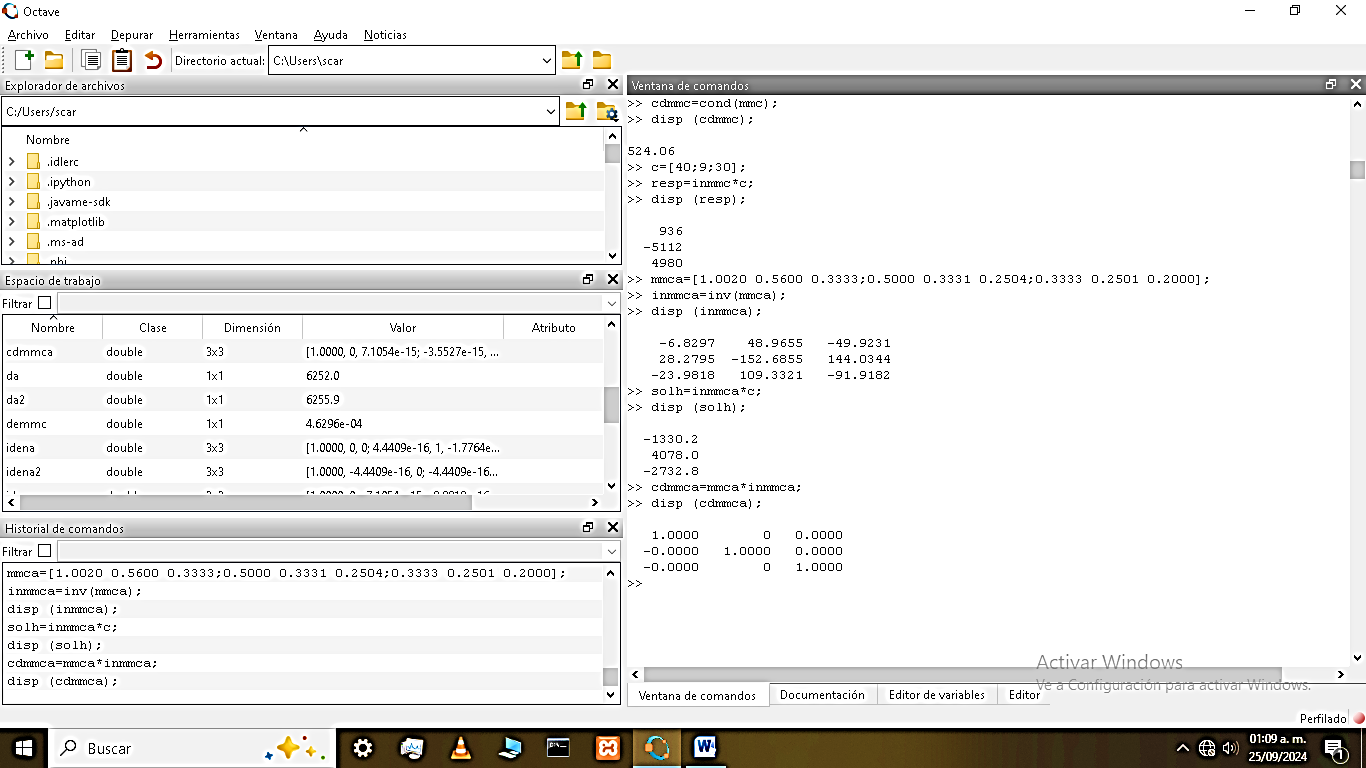 Octave
Archivo Editar Depurar Herramientas Ventana Ayuda Noticias
Directorio actual: C:\Users\scar
Explorador de archivos
C:/Users/scar
Nombre
.idlerc
.ipython
.javame-sdk
.matplotlib
.ms-ad
.nbi
Espacio de trabajo
Filtrar
Nombre Clase Dimensión Valor Atributo
cdmmca double 3x3 [1.0000, 0, 7.1054e-15; -3.5527e-15, ...
da double 1x1 6252.0
da2 double 1x1 6255.9
demmc double 1x1 4.6296e-04
idena double 3x3 [1.0000, 0, 0; 4.4409e-16, 1, -1.7764e...
idena2 double 3x3 [1.0000, -4.4409e-16, 0; -4.4409e-16...
Historial de comandos
Filtrar
mmca=[1.0020 0.5600 0.3333;0.5000 0.3331 0.2504;0.3333 0.2501 0.2000];
inmmca=inv(mmca);
disp (inmmca);
solh=inmmca*c;
disp (solh);
cdmmca=mmca*inmmca;
disp (cdmmca);
Ventana de comandos
>> cdmmc=cond(mmc);
>> disp (cdmmc);
524.06
>> c=[40;9;30];
>> resp=inmmc*c;
>> disp (resp);
936
-5112
4980
>> mmca=[1.0020 0.5600 0.3333;0.5000 0.3331 0.2504;0.3333 0.2501 0.2000];
>> inmmca=inv(mmca);
>> disp (inmmca);
-6.8297 48.9655 -49.9231
28.2795 -152.6855 144.0344
-23.9818 109.3321 -91.9182
>> solh=inmmca*c;
>> disp (solh);
-1330.2
4078.0
-2732.8
>> cdmmca=mmca*inmmca;
>> disp (cdmmca);
1.0000 0 0.0000
-0.0000 1.0000 0.0000
-0.0000 0 1.0000
>>
Activar Windows
Ve a Configuración para activar Windows.
Ventana de comandos Documentación Editor de variables Editor
Perfilado
Buscar
01:09 a. m.
25/09/2024
1